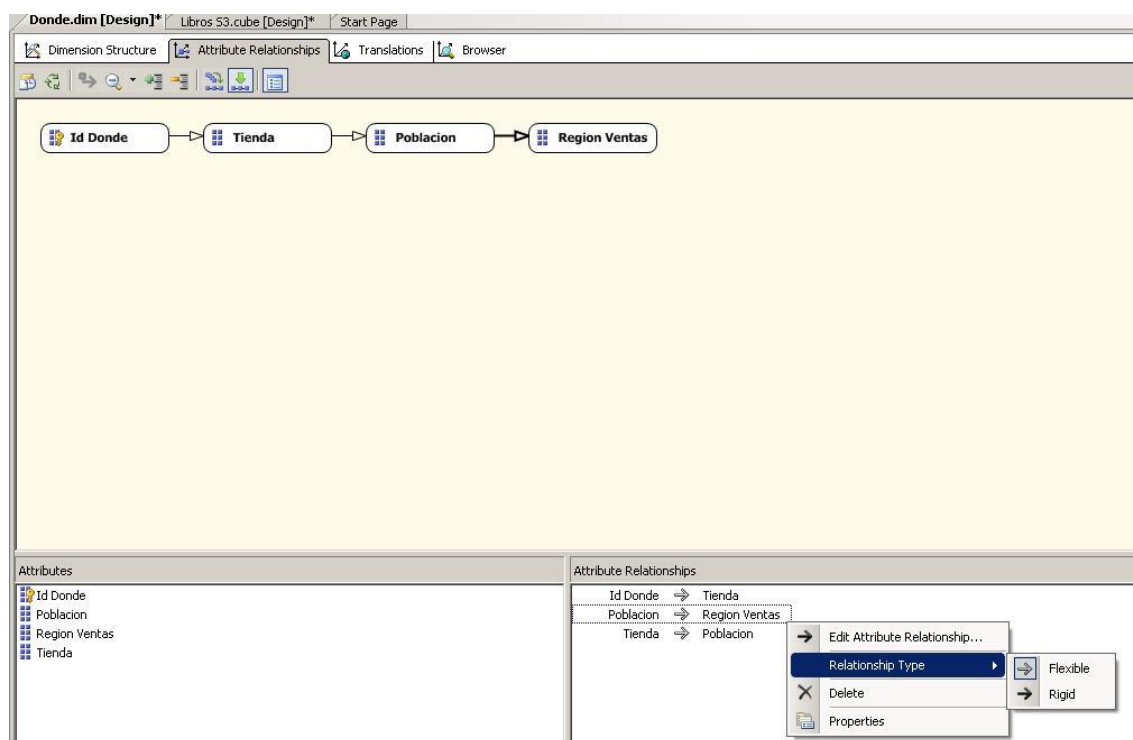 Donde.dim [Design]* Libros S3.cube [Design]* Start Page
Dimension Structure Attribute Relationships Translations Browser
Id Donde Tienda Poblacion Region Ventas
Attributes
Id Donde
Poblacion
Region Ventas
Tienda
Attribute Relationships
Id Donde Tienda
Poblacion Region Ventas
Tienda Poblacion
Edit Attribute Relationship...
Relationship Type
Delete
Properties
Flexible
Rigid